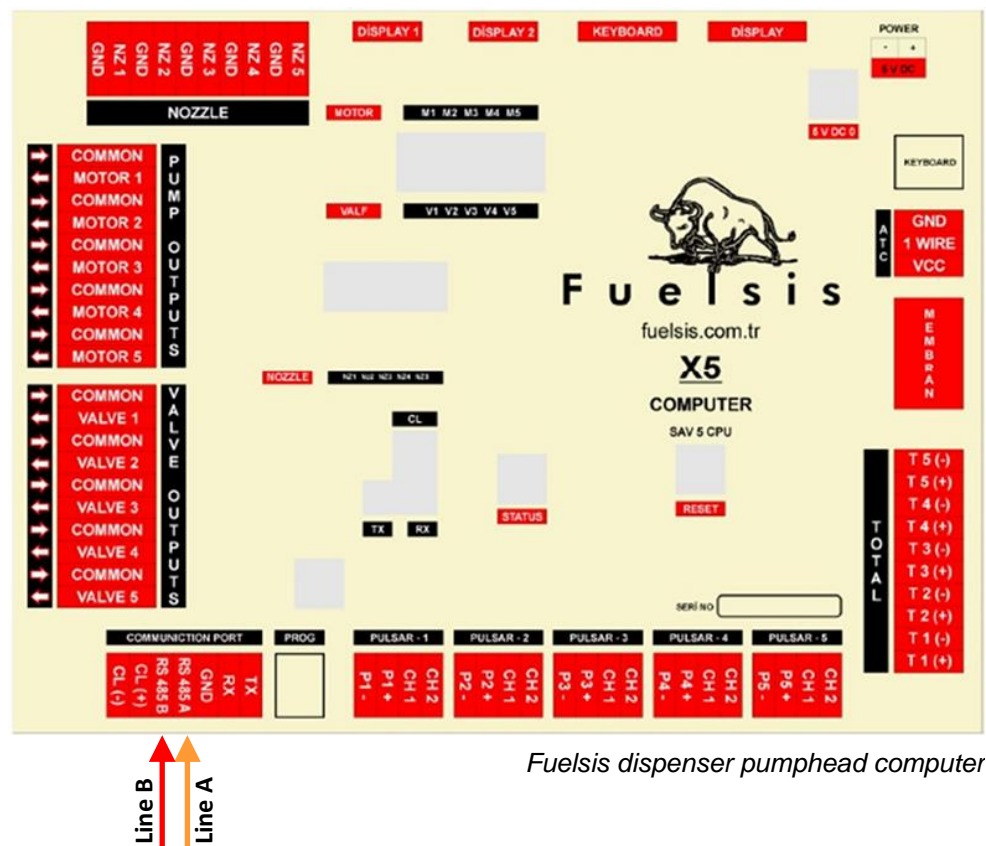 DİSPLAY 1
DİSPLAY 2
KEYBOARD
DİSPLAY
POWER
- +
5 V DC
GND
NZ 1
GND
NZ 2
GND
NZ 3
GND
NZ 4
GND
NZ 5
NOZZLE
MOTOR
M1 M2 M3 M4 M5
5 V DC 0
KEYBOARD
COMMON
MOTOR 1
COMMON
MOTOR 2
COMMON
MOTOR 3
COMMON
MOTOR 4
COMMON
MOTOR 5
PUMP OUTPUTS
VALF
V1 V2 V3 V4 V5
ATC
GND
1 WIRE
VCC
Fuelsis
fuelsis.com.tr
X5
COMPUTER
SAV 5 CPU
MEMBRAN
NOZZLE
NZ1 NZ2 NZ3 NZ4 NZ5
COMMON
VALVE 1
COMMON
VALVE 2
COMMON
VALVE 3
COMMON
VALVE 4
COMMON
VALVE 5
VALVE OUTPUTS
CL
TX
RX
STATUS
RESET
TOTAL
T 5 (-)
T 5 (+)
T 4 (-)
T 4 (+)
T 3 (-)
T 3 (+)
T 2 (-)
T 2 (+)
T 1 (-)
T 1 (+)
SERİ NO
COMMUNICTION PORT
PROG
PULSAR - 1
PULSAR - 2
PULSAR - 3
PULSAR - 4
PULSAR - 5
CL (-)
CL (+)
RS 485 B
RS 485 A
GND
RX
TX
P1 -
P1 +
CH 1
CH 2
P2 -
P2 +
CH 1
CH 2
P3 -
P3 +
CH 1
CH 2
P4 -
P4 +
CH 1
CH 2
P5 -
P5 +
CH 1
CH 2
Line B
Line A
Fuelsis dispenser pumphead computer